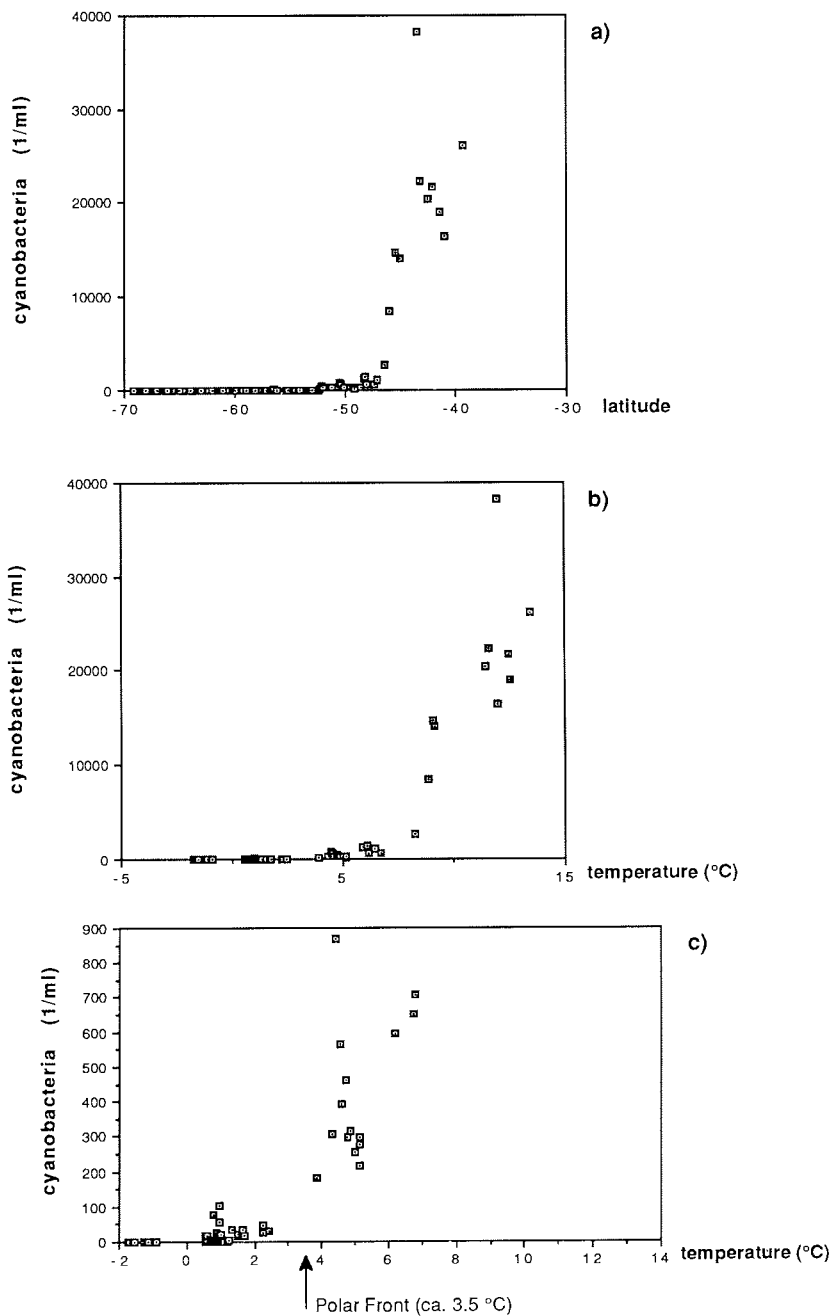 a)
40000
30000
20000
10000
0
cyanobacteria (1/ml)
-70 -60 -50 -40 -30
latitude
b)
40000
30000
20000
10000
0
cyanobacteria (1/ml)
-5 5 15
temperature (°C)
c)
900
800
700
600
500
400
300
200
100
0
cyanobacteria (1/ml)
-2 0 2 4 6 8 10 12 14
temperature (°C)
Polar Front (ca. 3.5 °C)